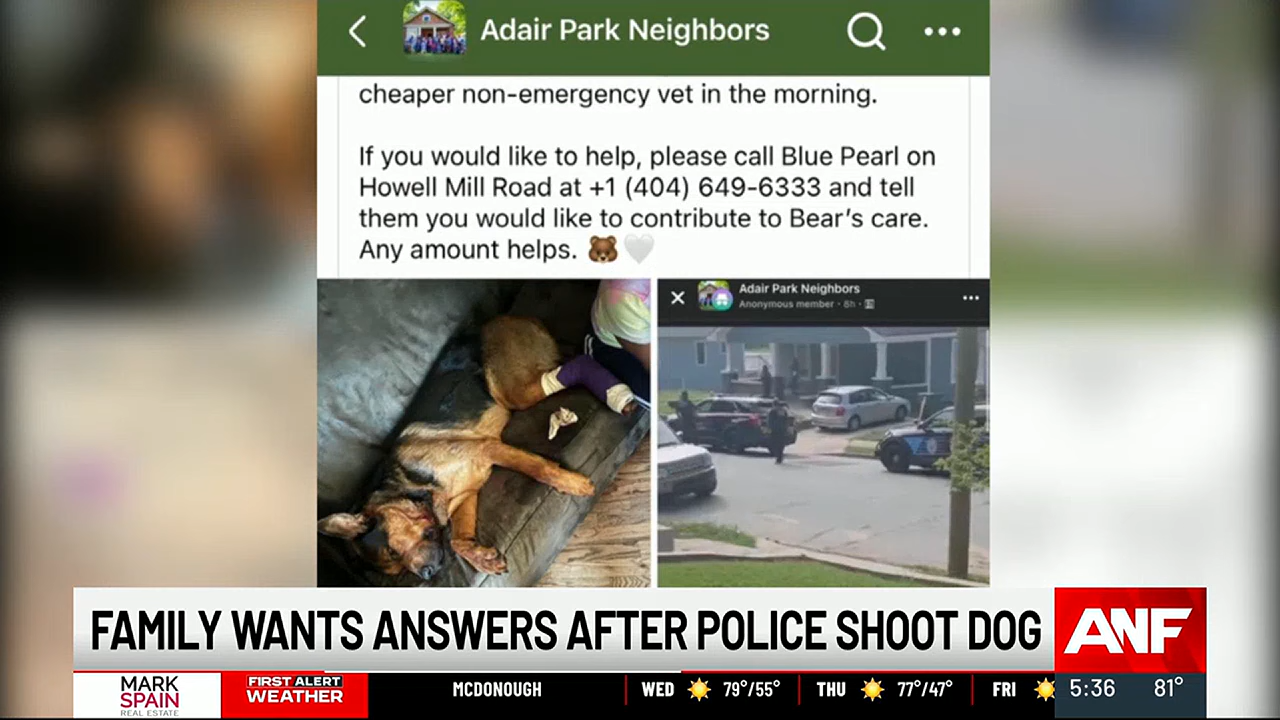 Adair Park Neighbors
cheaper non-emergency vet in the morning.
If you would like to help, please call Blue Pearl on
Howell Mill Road at +1 (404) 649-6333 and tell
them you would like to contribute to Bear's care.
Any amount helps. 🐻🤍
Adair Park Neighbors
Anonymous member · 8h ·
FAMILY WANTS ANSWERS AFTER POLICE SHOOT DOG
ANF
MARK
SPAIN
REAL ESTATE
FIRST ALERT
WEATHER
MCDONOUGH
WED 79°/55°
THU 77°/47°
FRI
5:36 81°